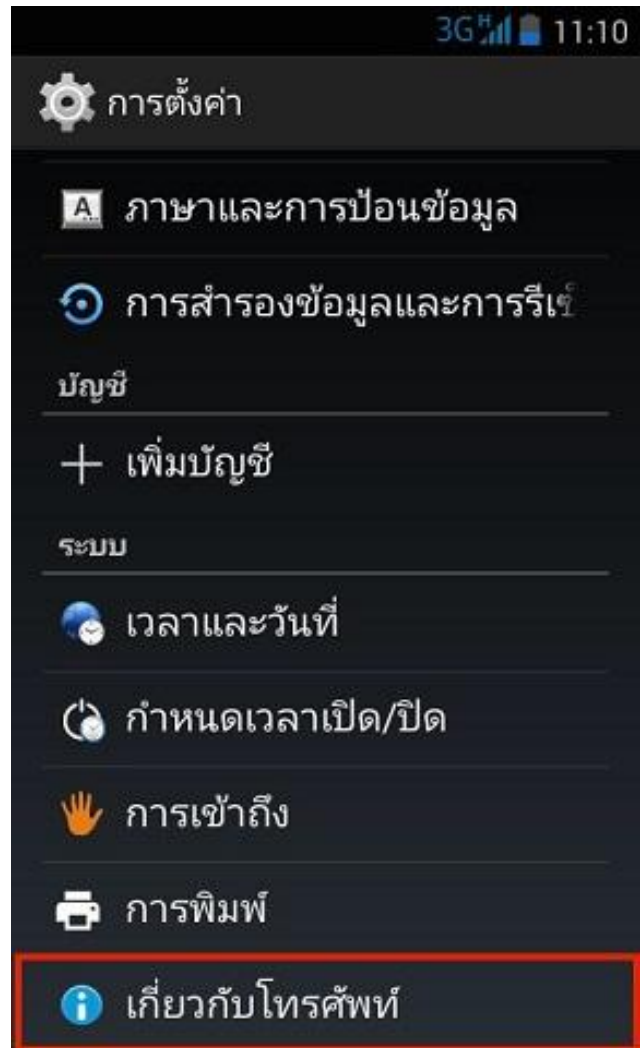 3G H 11:10
การตั้งค่า
A
ภาษาและการป้อนข้อมูล
การสำรองข้อมูลและการรีเซ็
บัญชี
เพิ่มบัญชี
ระบบ
เวลาและวันที่
กำหนดเวลาเปิด/ปิด
การเข้าถึง
การพิมพ์
เกี่ยวกับโทรศัพท์